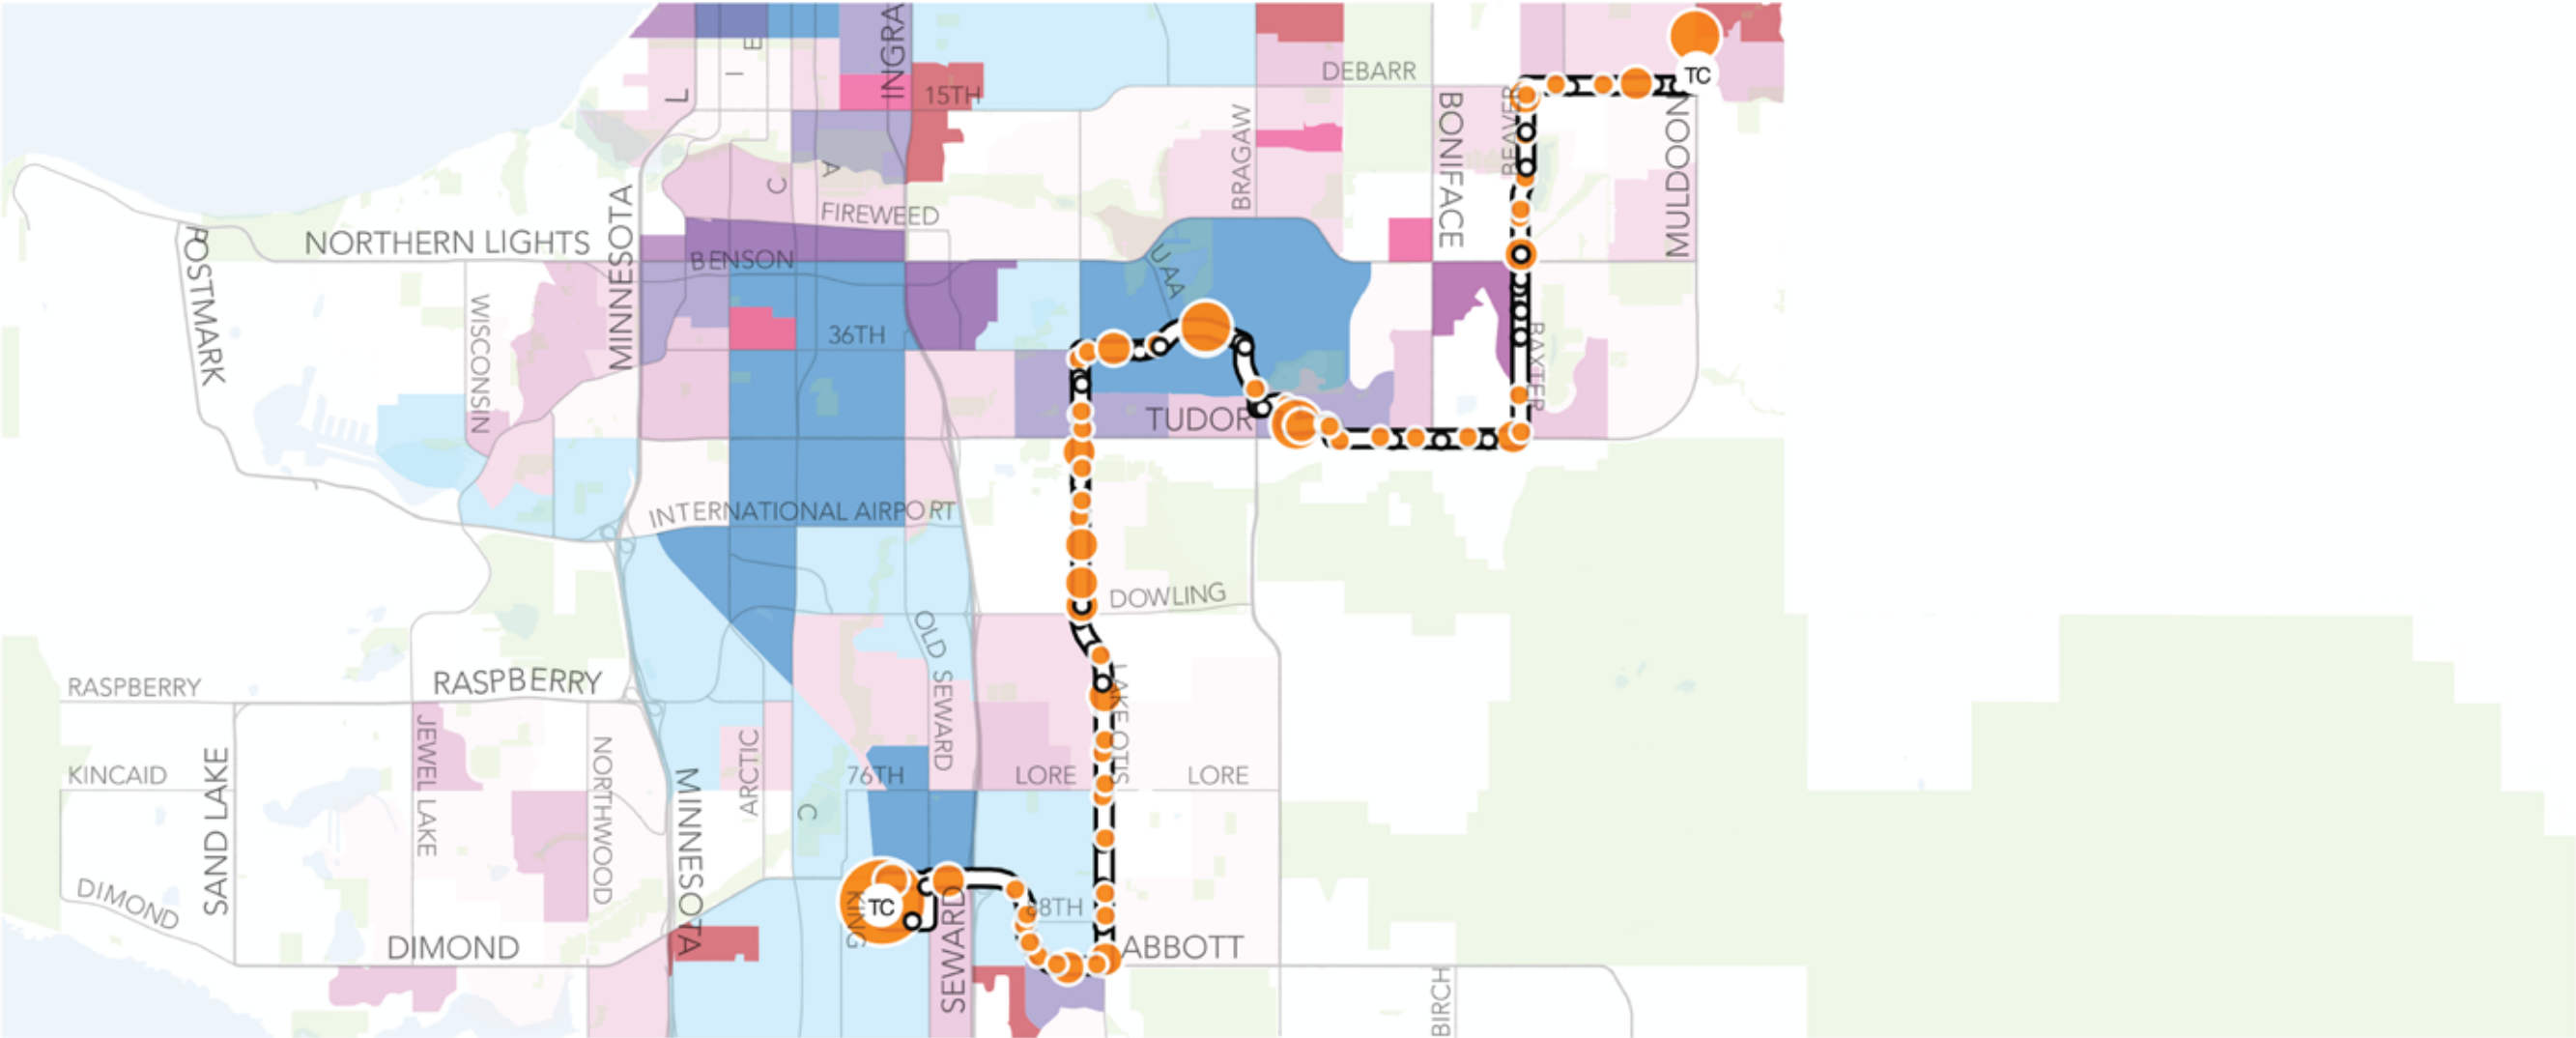 E
I
L
INGRA
15TH
DEBARR
TC
BONIFACE
BEAVER
MULDOON
BRAGAW
A
C
FIREWEED
NORTHERN LIGHTS
MINNESOTA
BENSON
UAA
POSTMARK
WISCONSIN
36TH
BAXTER
TUDOR
INTERNATIONAL AIRPORT
DOWLING
OLD SEWARD
LAKE OTIS
RASPBERRY
RASPBERRY
JEWEL LAKE
NORTHWOOD
ARCTIC
KINCAID
SAND LAKE
MINNESOTA
76TH
LORE
LORE
C
DIMOND
TC
KING
SEWARD
88TH
DIMOND
ABBOTT
BIRCH